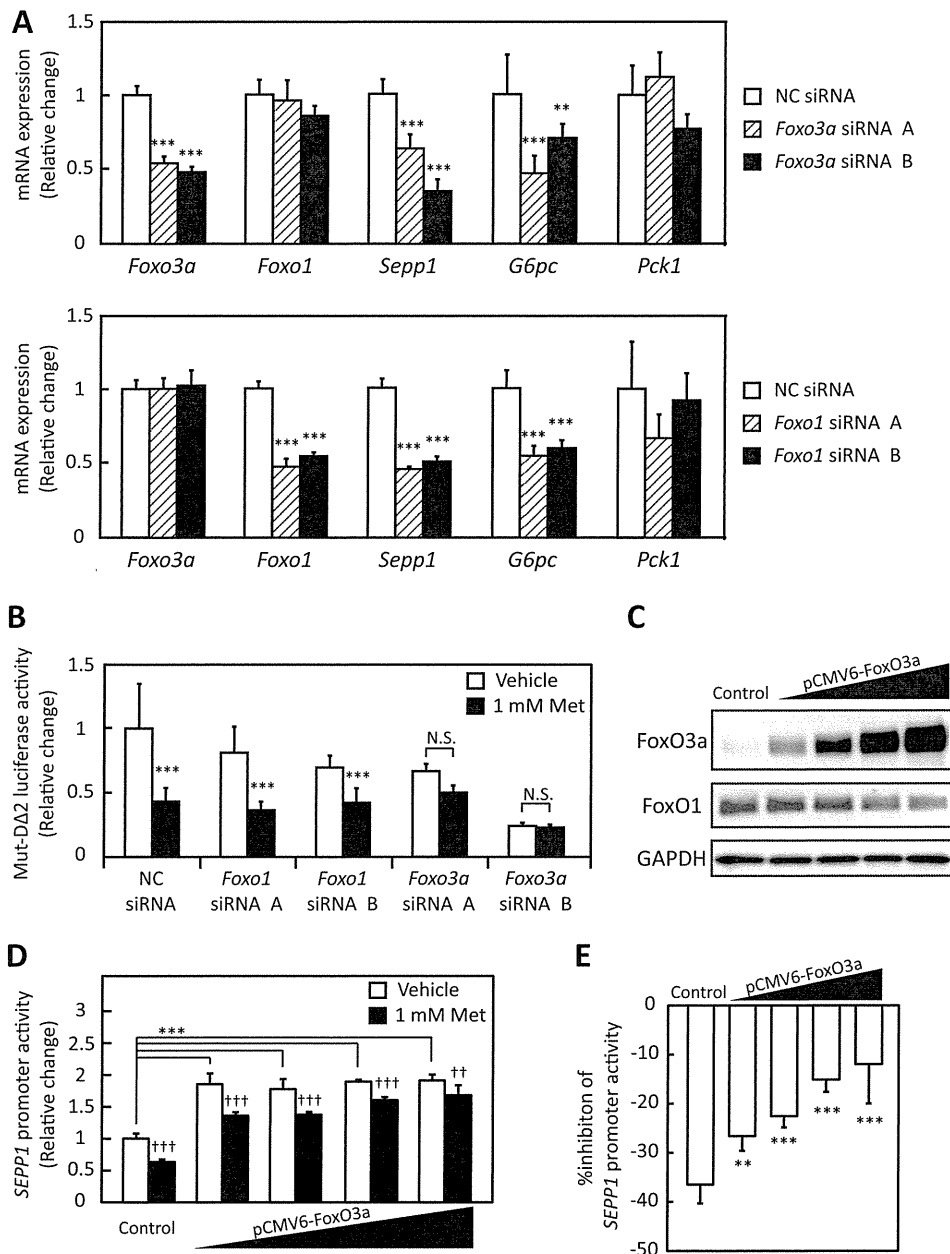 A
mRNA expression
(Relative change)
1.5
1
0.5
0
*** ***
*** ***
*** **
Foxo3a Foxo1 Sepp1 G6pc Pck1
NC siRNA
Foxo3a siRNA A
Foxo3a siRNA B
mRNA expression
(Relative change)
1.5
1
0.5
0
*** ***
*** ***
*** ***
Foxo3a Foxo1 Sepp1 G6pc Pck1
NC siRNA
Foxo1 siRNA A
Foxo1 siRNA B
B
Mut-DΔ2 luciferase activity
(Relative change)
1.5
1
0.5
0
Vehicle
1 mM Met
*** *** *** N.S. N.S.
NC
siRNA
Foxo1
siRNA A
Foxo1
siRNA B
Foxo3a
siRNA A
Foxo3a
siRNA B
C
Control
pCMV6-FoxO3a
FoxO3a
FoxO1
GAPDH
D
SEPP1 promoter activity
(Relative change)
3
2.5
2
1.5
1
0.5
0
Vehicle
1 mM Met
***
††† ††† ††† ††† ††
Control
pCMV6-FoxO3a
E
pCMV6-FoxO3a
Control
%inhibiton of
SEPP1 promoter activity
0
-10
-20
-30
-40
-50
** *** *** ***